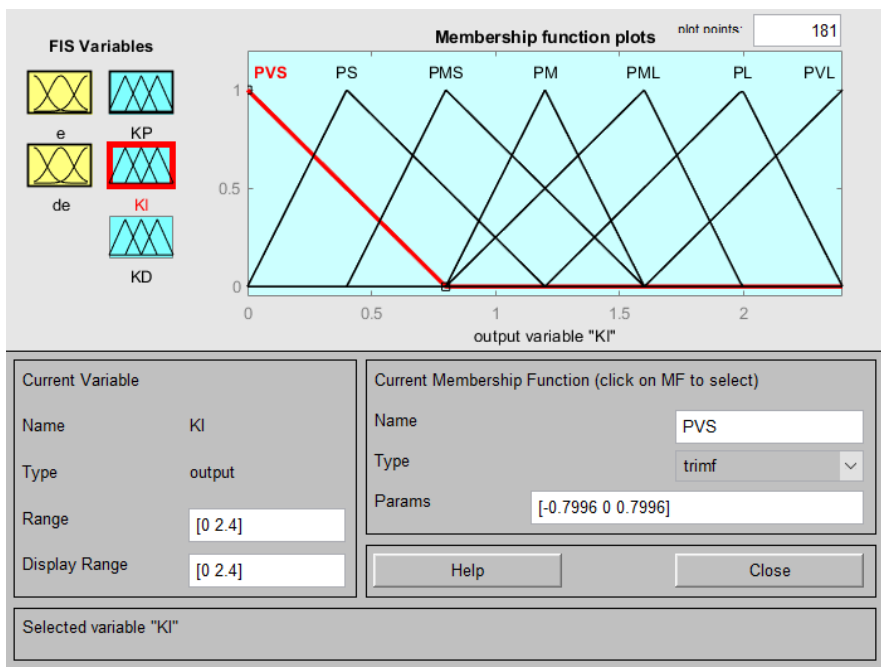 FIS Variables
Membership function plots
plot points:
181
PVS PS PMS PM PML PL PVL
1
0.5
0
0 0.5 1 1.5 2
output variable "KI"
e KP
de KI
KD
Current Variable
Name KI
Type output
Range [0 2.4]
Display Range [0 2.4]
Current Membership Function (click on MF to select)
Name PVS
Type trimf
Params [-0.7996 0 0.7996]
Help Close
Selected variable "KI"